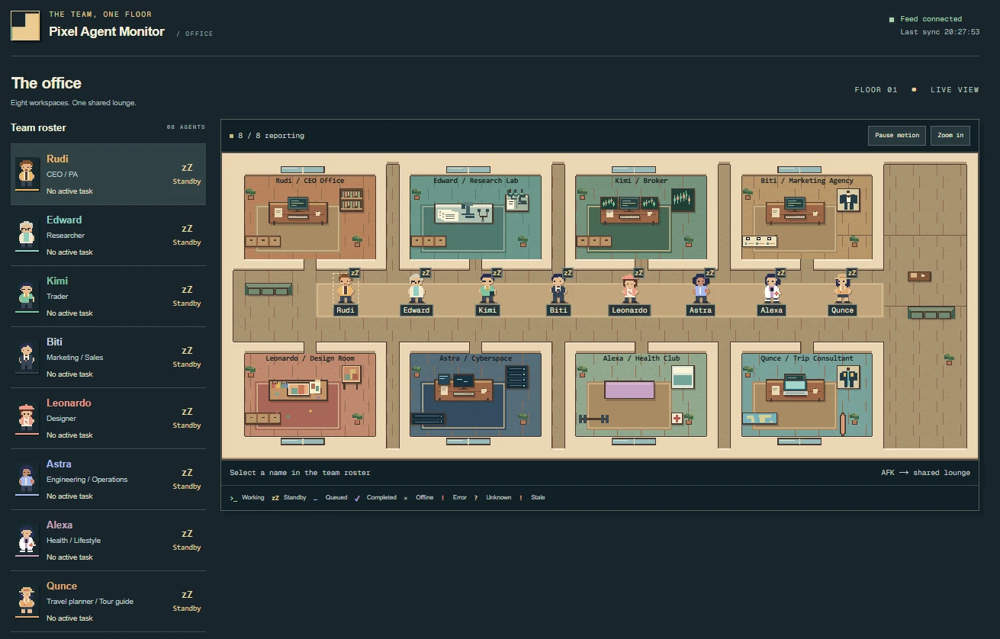 THE TEAM, ONE FLOOR
Pixel Agent Monitor / OFFICE
Feed connected
Last sync 20:27:53
The office
Eight workspaces. One shared lounge.
FLOOR 01 • LIVE VIEW
Team roster 08 AGENTS
Rudi
CEO / PA
No active task
zZ
Standby
Edward
Researcher
No active task
zZ
Standby
Kimi
Trader
No active task
zZ
Standby
Biti
Marketing / Sales
No active task
zZ
Standby
Leonardo
Designer
No active task
zZ
Standby
Astra
Engineering / Operations
No active task
zZ
Standby
Alexa
Health / Lifestyle
No active task
zZ
Standby
Qunce
Travel planner / Tour guide
No active task
zZ
Standby
8 / 8 reporting
Pause motion
Zoom in
Rudi / CEO Office
Edward / Research Lab
Kimi / Broker
Biti / Marketing Agency
zZ zZ zZ zZ zZ zZ zZ zZ
Rudi Edward Kimi Biti Leonardo Astra Alexa Qunce
Leonardo / Design Room
Astra / Cyberspace
Alexa / Health Club
Qunce / Trip Consultant
Select a name in the team roster
AFK → shared lounge
>_ Working zZ Standby … Queued ✓ Completed × Offline ! Error ? Unknown ! Stale